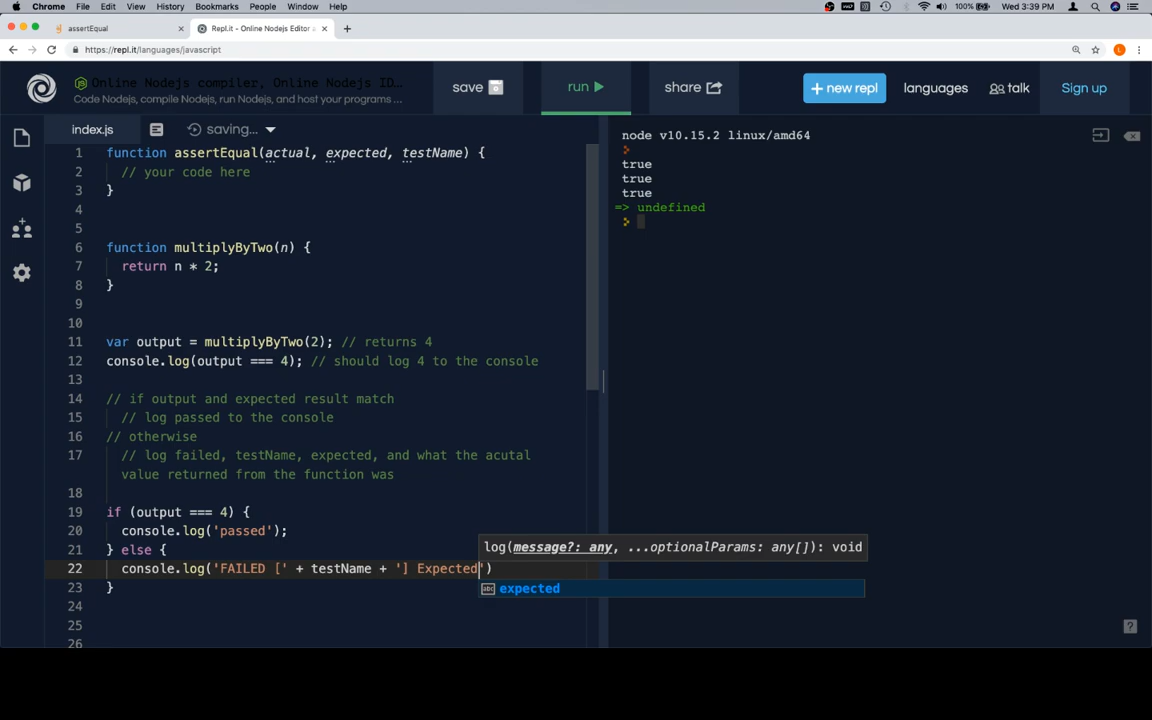 Chrome File Edit View History Bookmarks People Window Help 100% Wed 3:39 PM
assertEqual × Repl.it - Online Nodejs Editor a × +
https://repl.it/languages/javascript
Online Nodejs compiler, Online Nodejs ID...
Code Nodejs, compile Nodejs, run Nodejs, and host your programs ...
save run share + new repl languages talk Sign up
index.js saving...
1 function assertEqual(actual, expected, testName) {
2 // your code here
3 }
4
5
6 function multiplyByTwo(n) {
7 return n * 2;
8 }
9
10
11 var output = multiplyByTwo(2); // returns 4
12 console.log(output === 4); // should log 4 to the console
13
14 // if output and expected result match
15 // log passed to the console
16 // otherwise
17 // log failed, testName, expected, and what the acutal
value returned from the function was
18
19 if (output === 4) {
20 console.log('passed');
21 } else {
22 console.log('FAILED [' + testName + '] Expected')
23 }
24
25
26
log(message?: any, ...optionalParams: any[]): void
abc expected
node v10.15.2 linux/amd64
true
true
true
=> undefined
L
?